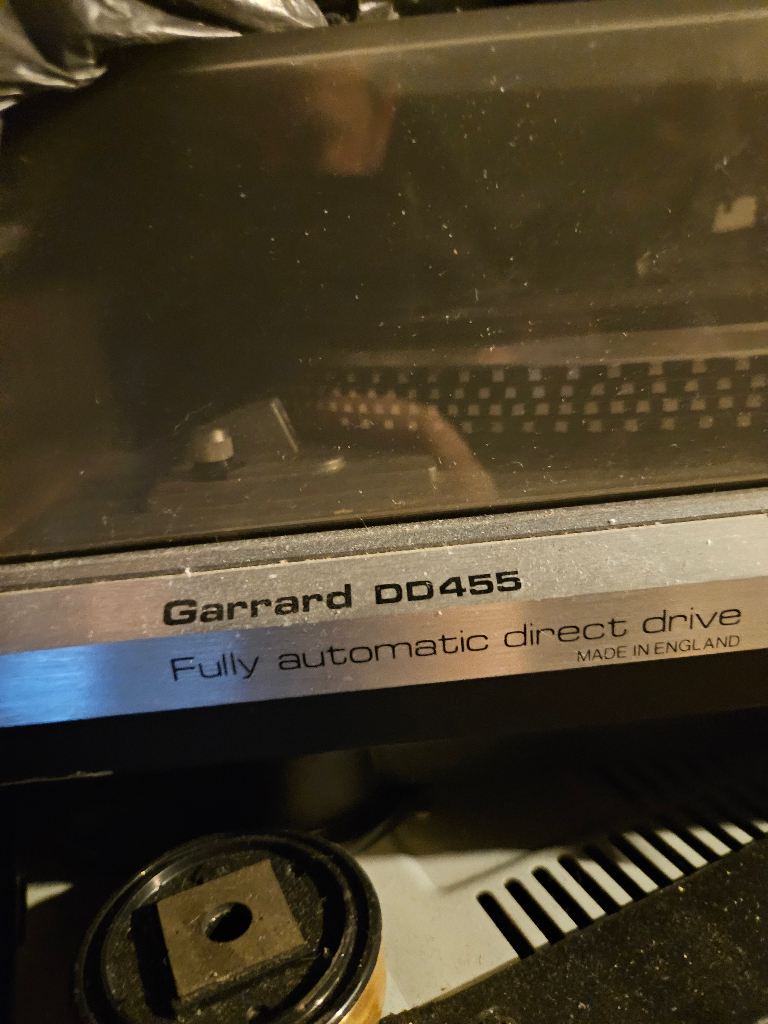 Garrard DD455
Fully automatic direct drive
MADE IN ENGLAND